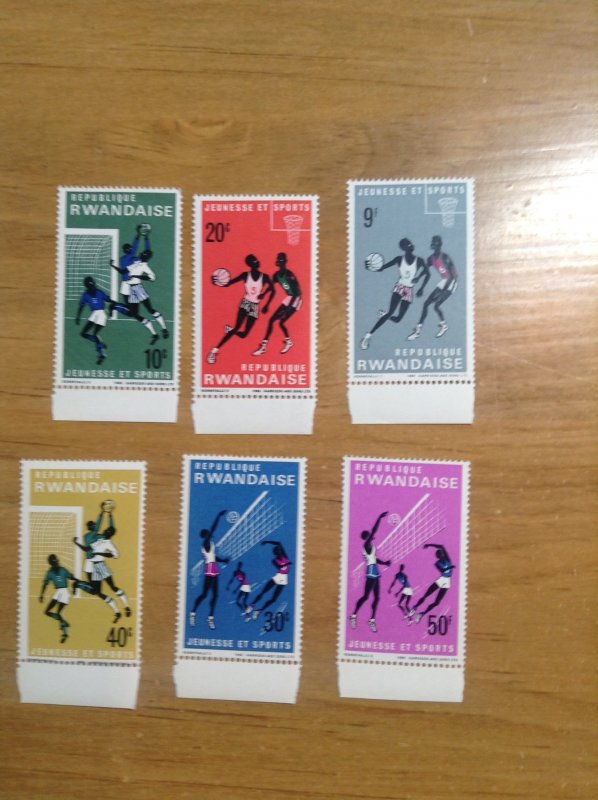 REPUBLIQUE
RWANDAISE
10c
JEUNESSE ET SPORTS
JEUNESSE ET SPORTS
20c
5
REPUBLIQUE
RWANDAISE
JEUNESSE ET SPORTS
9F
REPUBLIQUE
RWANDAISE
REPUBLIQUE
RWANDAISE
40c
JEUNESSE ET SPORTS
REPUBLIQUE
RWANDAISE
30c
JEUNESSE ET SPORTS
REPUBLIQUE
RWANDAISE
50F
JEUNESSE ET SPORTS